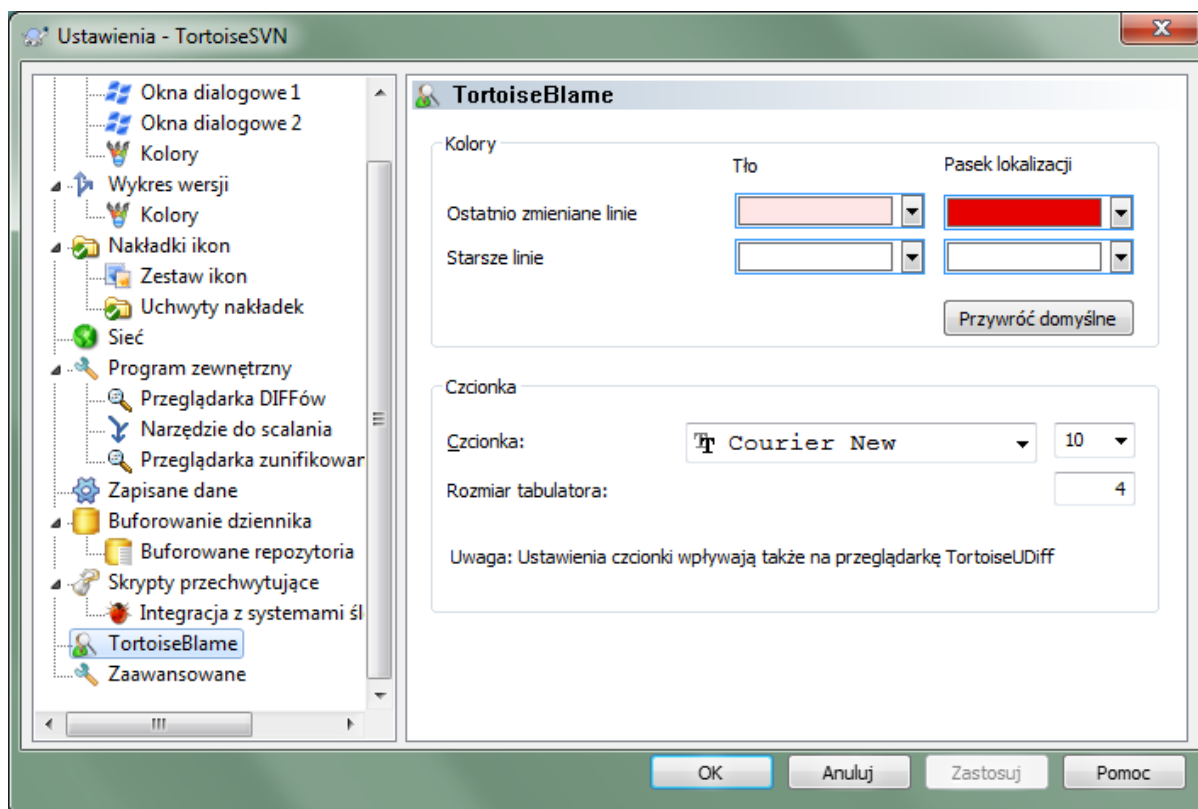 Ustawienia - TortoiseSVN
Okna dialogowe 1
Okna dialogowe 2
Kolory
Wykres wersji
Kolory
Nakładki ikon
Zestaw ikon
Uchwyty nakładek
Sieć
Program zewnętrzny
Przeglądarka DIFFów
Narzędzie do scalania
Przeglądarka zunifikowar
Zapisane dane
Buforowanie dziennika
Buforowane repozytoria
Skrypty przechwytujące
Integracja z systemami śl
TortoiseBlame
Zaawansowane
TortoiseBlame
Kolory
Tło Pasek lokalizacji
Ostatnio zmieniane linie
Starsze linie
Przywróć domyślne
Czcionka
Czcionka: Courier New 10
Rozmiar tabulatora: 4
Uwaga: Ustawienia czcionki wpływają także na przeglądarkę TortoiseUDiff
OK Anuluj Zastosuj Pomoc